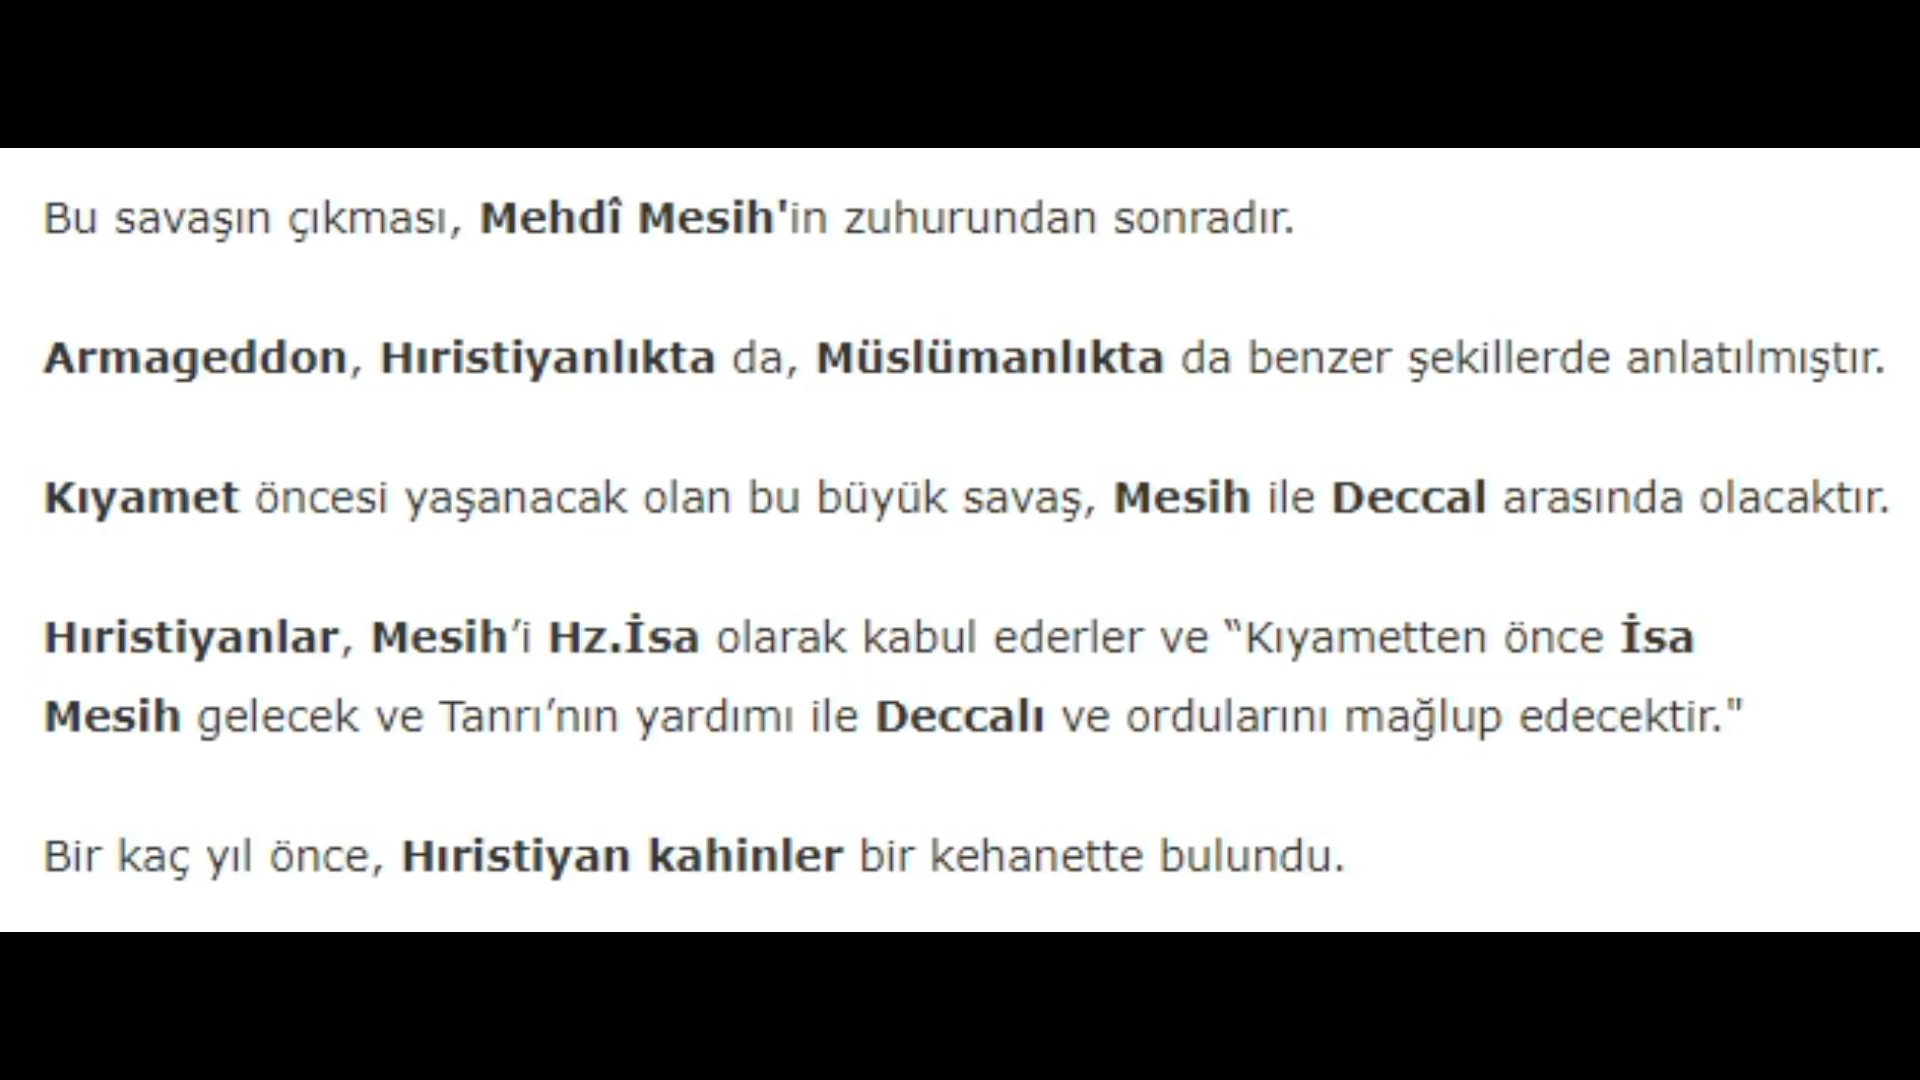 Bu savaşın çıkması, Mehdî Mesih'in zuhurundan sonradır.
Armageddon, Hıristiyanlıkta da, Müslümanlıkta da benzer şekillerde anlatılmıştır.
Kıyamet öncesi yaşanacak olan bu büyük savaş, Mesih ile Deccal arasında olacaktır.
Hıristiyanlar, Mesih’i Hz.İsa olarak kabul ederler ve “Kıyametten önce İsa
Mesih gelecek ve Tanrı’nın yardımı ile Deccalı ve ordularını mağlup edecektir."
Bir kaç yıl önce, Hıristiyan kahinler bir kehanette bulundu.